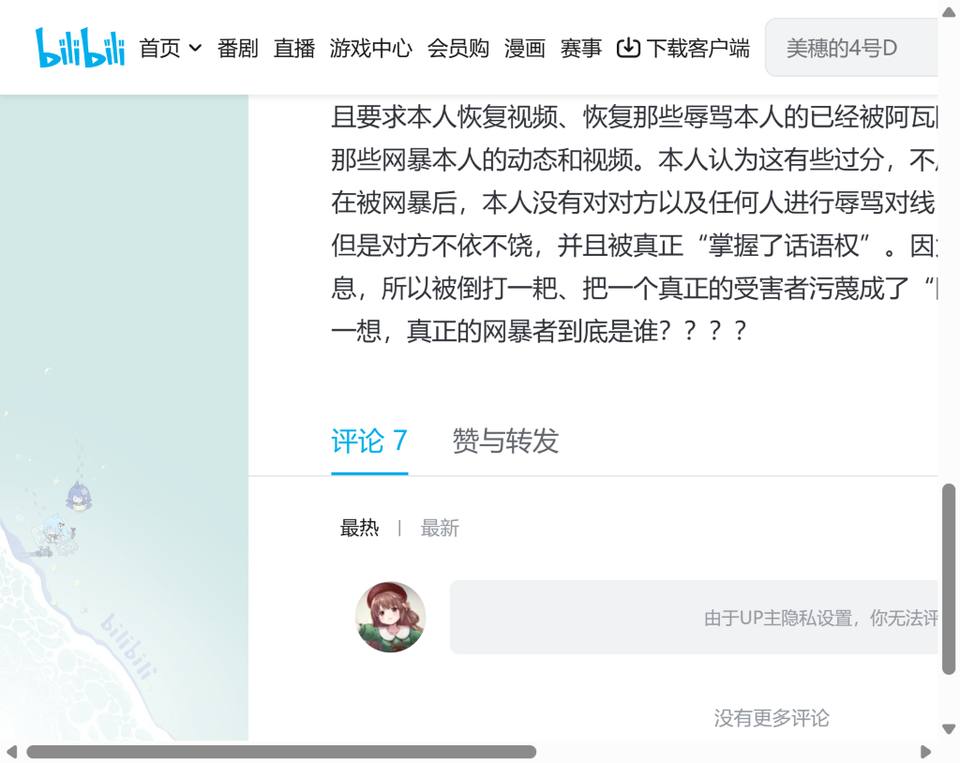 bilibili 首页 番剧 直播 游戏中心 会员购 漫画 赛事 下载客户端 美穗的4号D
且要求本人恢复视频、恢复那些辱骂本人的已经被阿瓦
那些网暴本人的动态和视频。本人认为这有些过分，不
在被网暴后，本人没有对对方以及任何人进行辱骂对线
但是对方不依不饶，并且被真正“掌握了话语权”。因
息，所以被倒打一耙、把一个真正的受害者污蔑成了“
一想，真正的网暴者到底是谁？？？？
评论 7 赞与转发
最热 | 最新
由于UP主隐私设置，你无法评
没有更多评论
bilibili